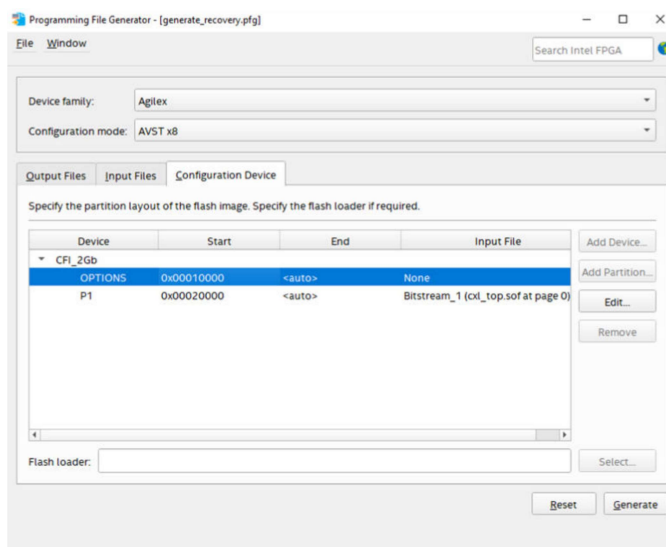 Programming File Generator - [generate_recovery.pfg]
File Window
Search Intel FPGA
Device family: Agilex
Configuration mode: AVST x8
Output Files Input Files Configuration Device
Specify the partition layout of the flash image. Specify the flash loader if required.
Device Start End Input File Add Device...
CFI_2Gb
OPTIONS 0x00010000 <auto> None Add Partition...
P1 0x00020000 <auto> Bitstream_1 (cxl_top.sof at page 0)
Edit...
Remove
Flash loader: Select...
Reset Generate